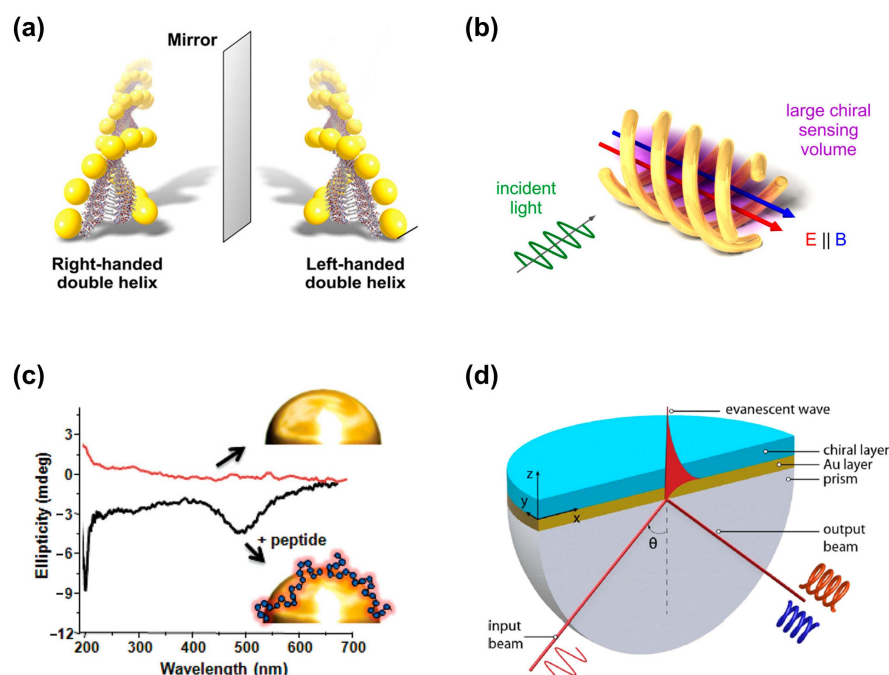 (a)
Mirror
Right-handed
double helix
Left-handed
double helix
(b)
large chiral
sensing
volume
incident
light
E || B
(c)
Ellipticity (mdeg)
3
0
−3
−6
−9
−12
+ peptide
200
300
400
500
600
700
Wavelength (nm)
(d)
evanescent wave
chiral layer
Au layer
prism
z
y
x
θ
output
beam
input
beam